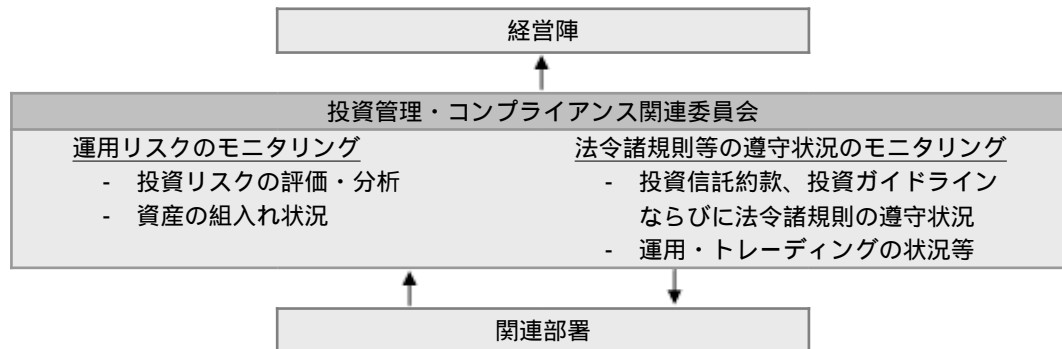 経営陣
投資管理・コンプライアンス関連委員会
運用リスクのモニタリング
- 投資リスクの評価・分析
- 資産の組入れ状況
法令諸規則等の遵守状況のモニタリング
- 投資信託約款、投資ガイドライン
ならびに法令諸規則の遵守状況
- 運用・トレーディングの状況等
関連部署